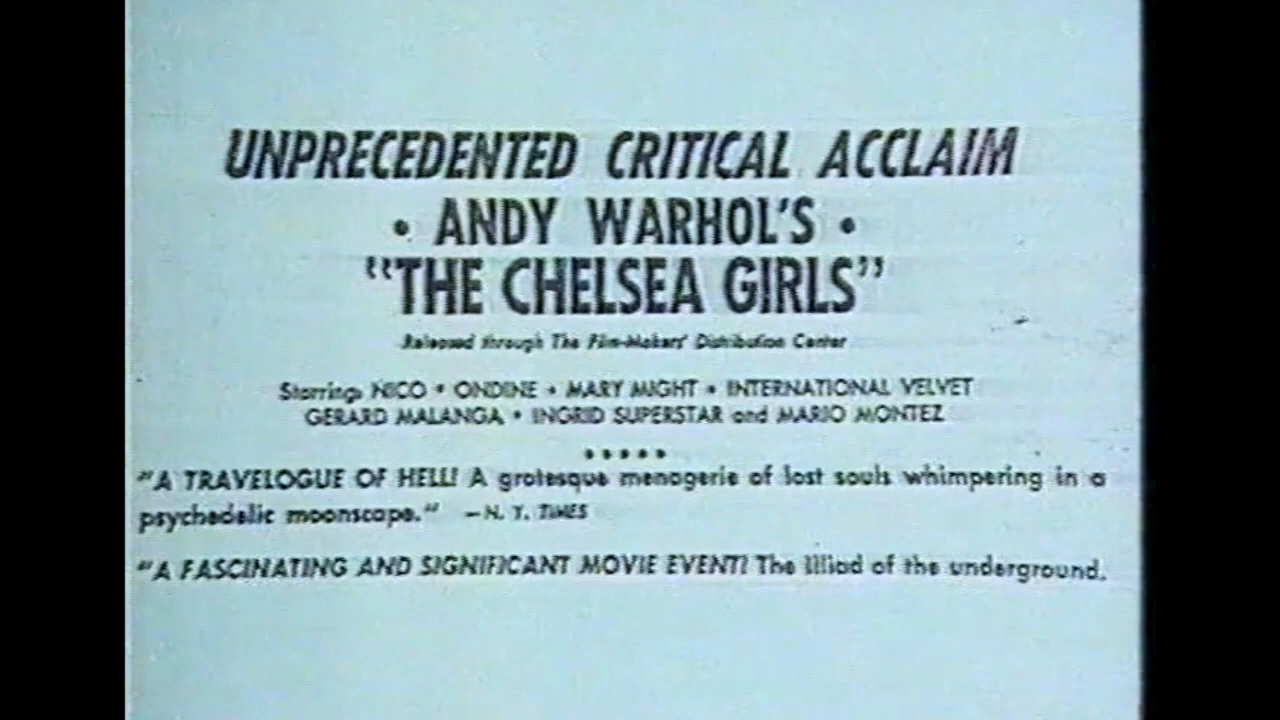 UNPRECEDENTED CRITICAL ACCLAIM
• ANDY WARHOL'S •
"THE CHELSEA GIRLS"
Released through The Film-Makers' Distribution Center
Starring: NICO • ONDINE • MARY MIGHT • INTERNATIONAL VELVET
GERARD MALANGA • INGRID SUPERSTAR and MARIO MONTEZ
•••••
"A TRAVELOGUE OF HELL! A grotesque menagerie of lost souls whimpering in a
psychedelic moonscape." —N. Y. TIMES
"A FASCINATING AND SIGNIFICANT MOVIE EVENT! The Illiad of the underground.